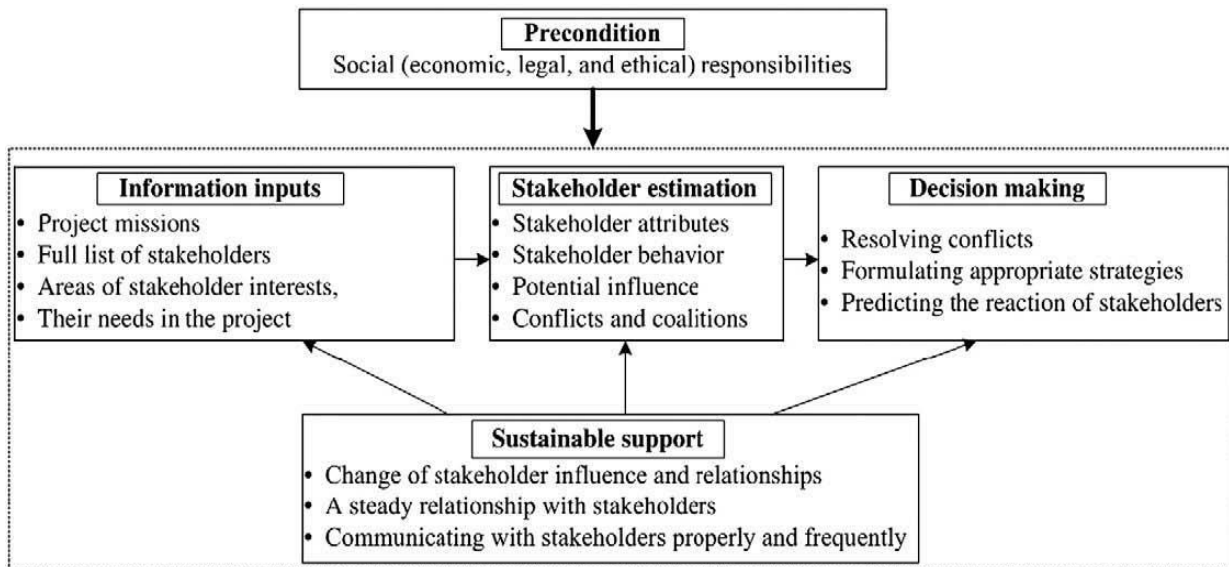 Precondition
Social (economic, legal, and ethical) responsibilities
Information inputs
• Project missions
• Full list of stakeholders
• Areas of stakeholder interests,
• Their needs in the project
Stakeholder estimation
• Stakeholder attributes
• Stakeholder behavior
• Potential influence
• Conflicts and coalitions
Decision making
• Resolving conflicts
• Formulating appropriate strategies
• Predicting the reaction of stakeholders
Sustainable support
• Change of stakeholder influence and relationships
• A steady relationship with stakeholders
• Communicating with stakeholders properly and frequently